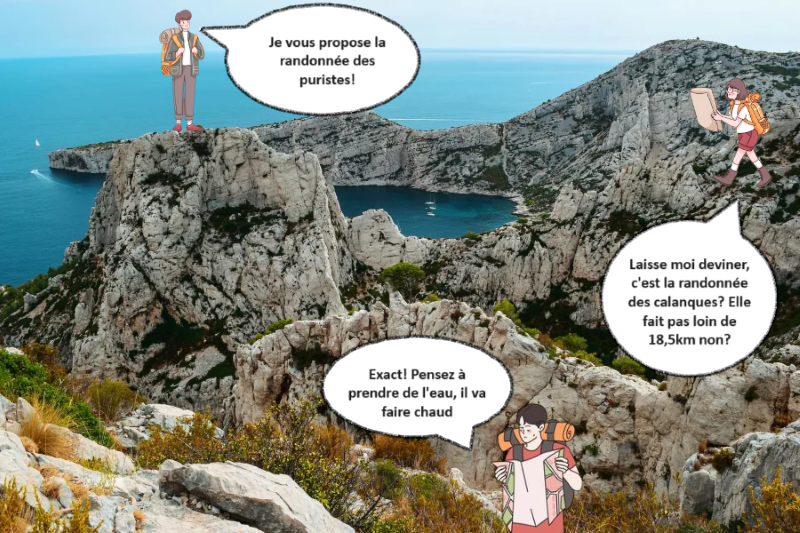 Je vous propose la
randonnée des
puristes!
Laisse moi deviner,
c'est la randonnée
des calanques? Elle
fait pas loin de
18,5km non?
Exact! Pensez à
prendre de l'eau, il va
faire chaud